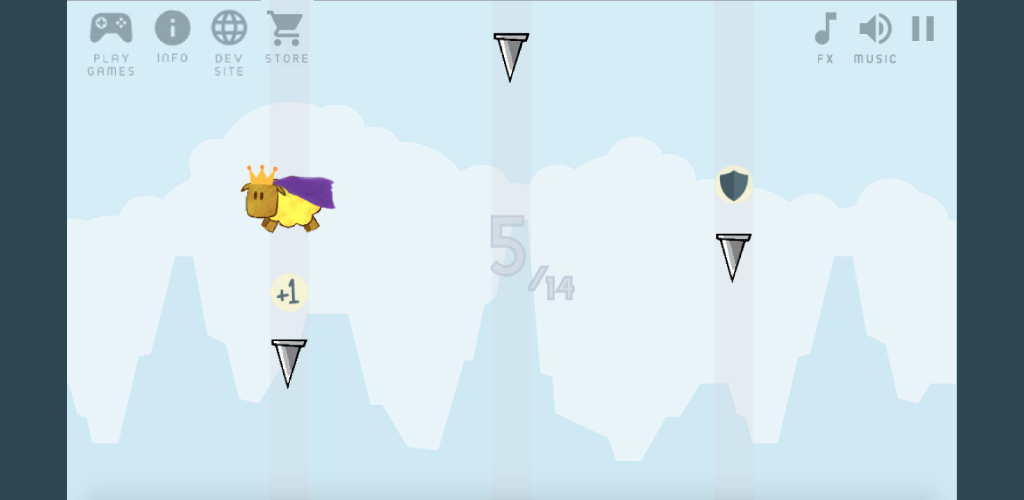 PLAY
GAMES
INFO
DEV
SITE
STORE
FX
MUSIC
+1
5/14